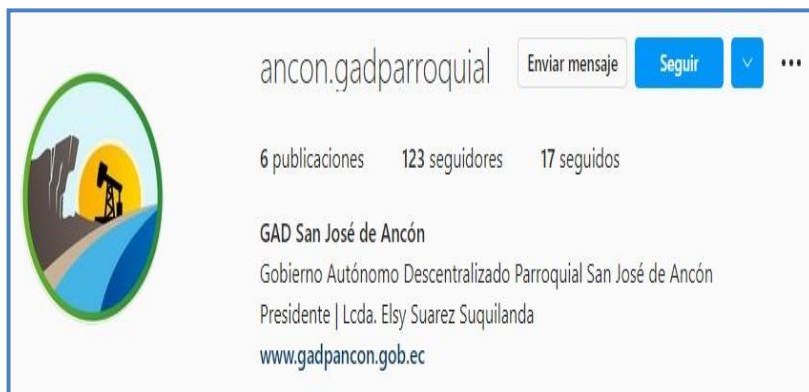 ancon.gadparroquial Enviar mensaje Seguir
6 publicaciones 123 seguidores 17 seguidos
GAD San José de Ancón
Gobierno Autónomo Descentralizado Parroquial San José de Ancón
Presidente | Lcda. Elsy Suarez Suquilanda
www.gadpancon.gob.ec